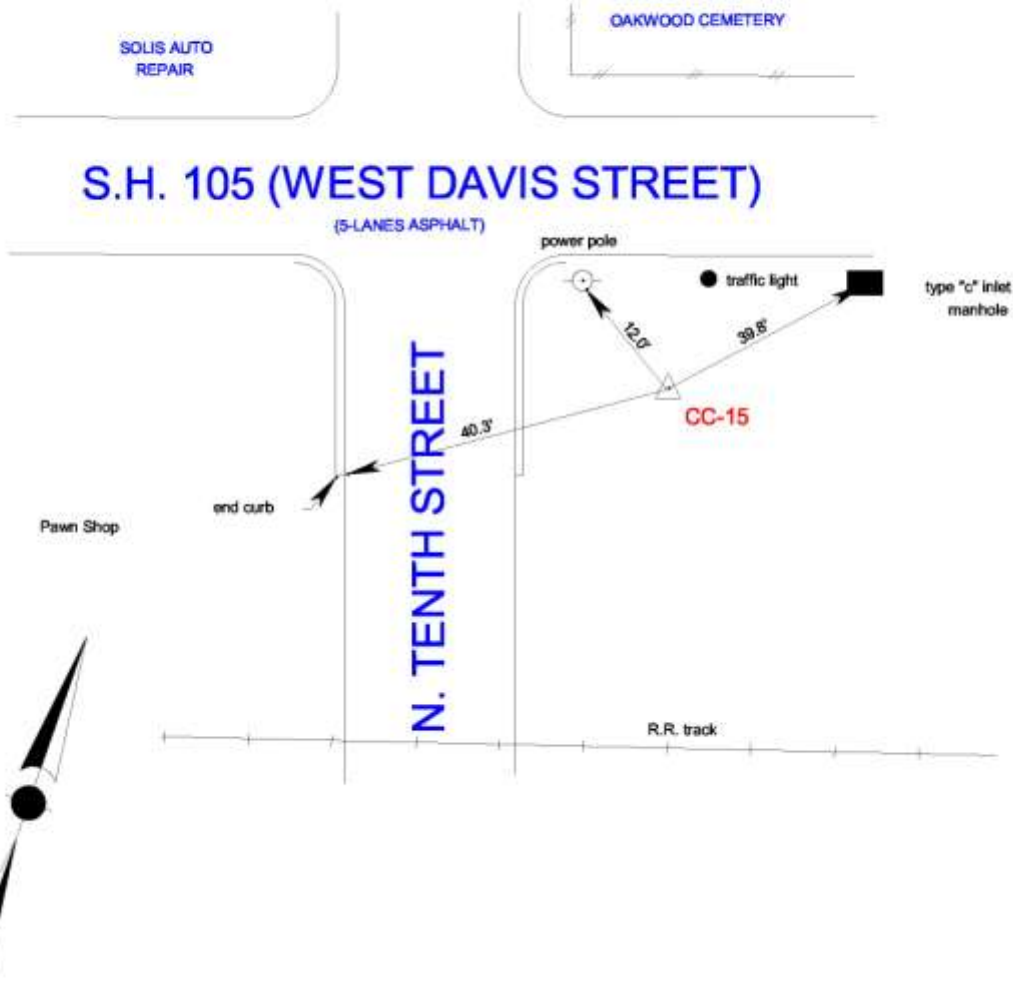 SOLIS AUTO
REPAIR
OAKWOOD CEMETERY
S.H. 105 (WEST DAVIS STREET)
(5-LANES ASPHALT)
power pole
traffic light
type "c" inlet
manhole
12.0'
39.8'
CC-15
40.3'
N. TENTH STREET
end curb
Pawn Shop
R.R. track